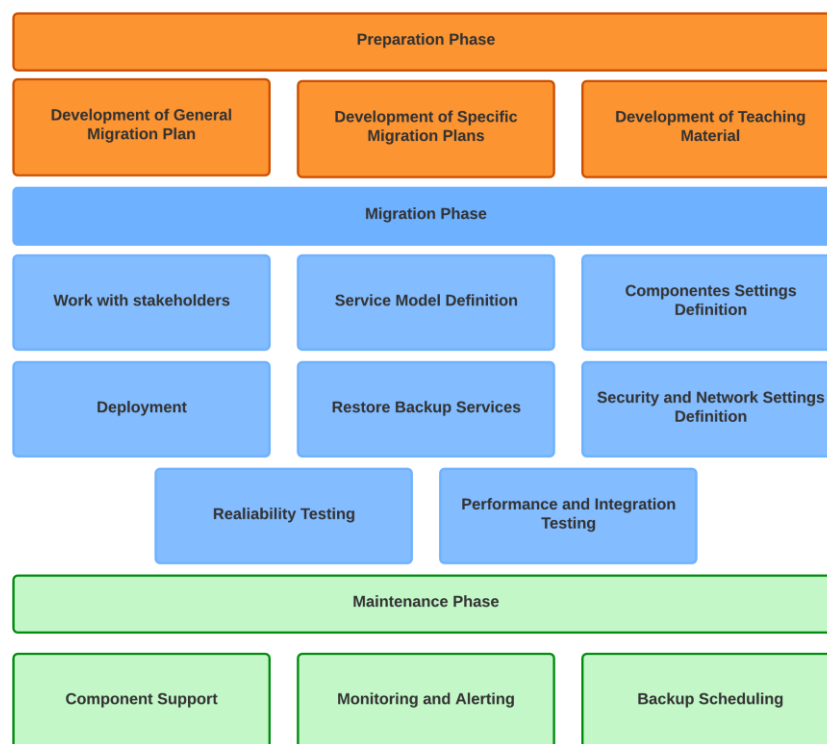 Preparation Phase
Development of General
Migration Plan
Development of Specific
Migration Plans
Development of Teaching
Material
Migration Phase
Work with stakeholders
Service Model Definition
Componentes Settings
Definition
Deployment
Restore Backup Services
Security and Network Settings
Definition
Realiability Testing
Performance and Integration
Testing
Maintenance Phase
Component Support
Monitoring and Alerting
Backup Scheduling